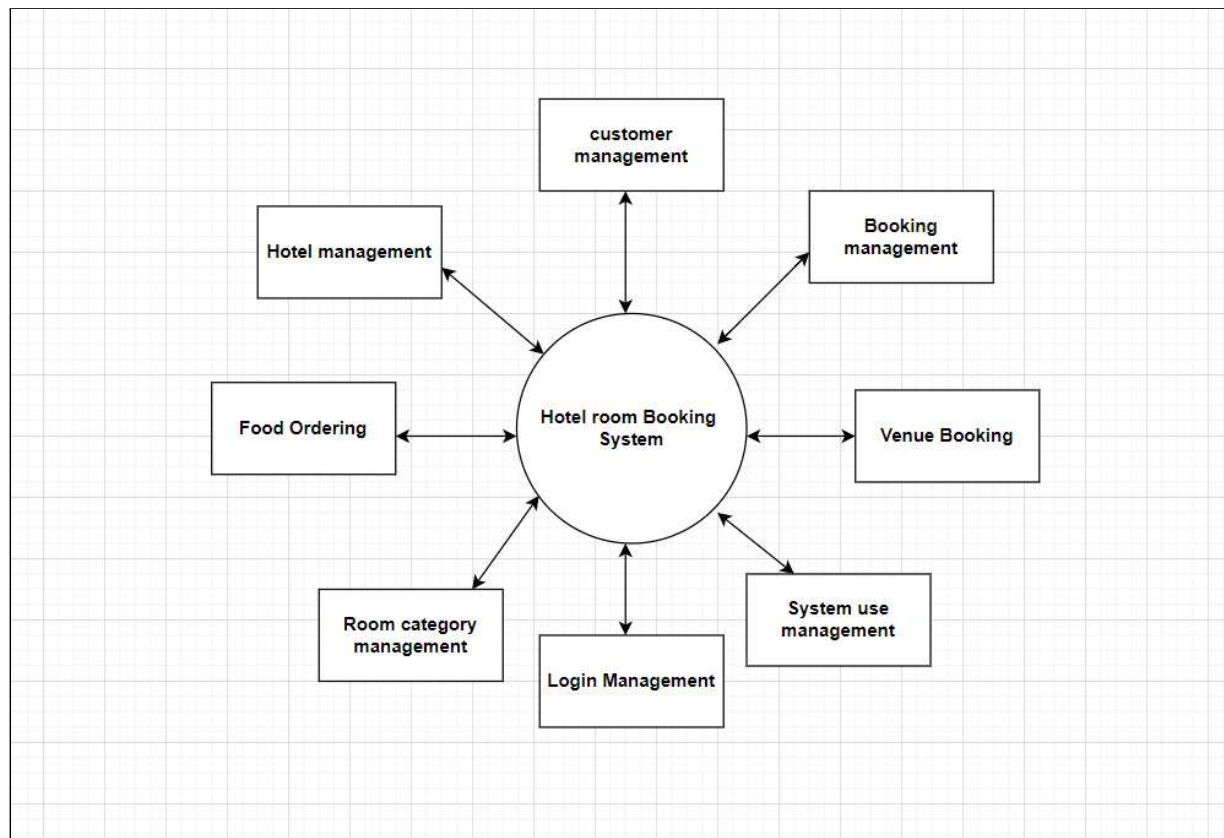 customer
management
Booking
management
Hotel management
Food Ordering
Hotel room Booking
System
Venue Booking
Room category
management
System use
management
Login Management